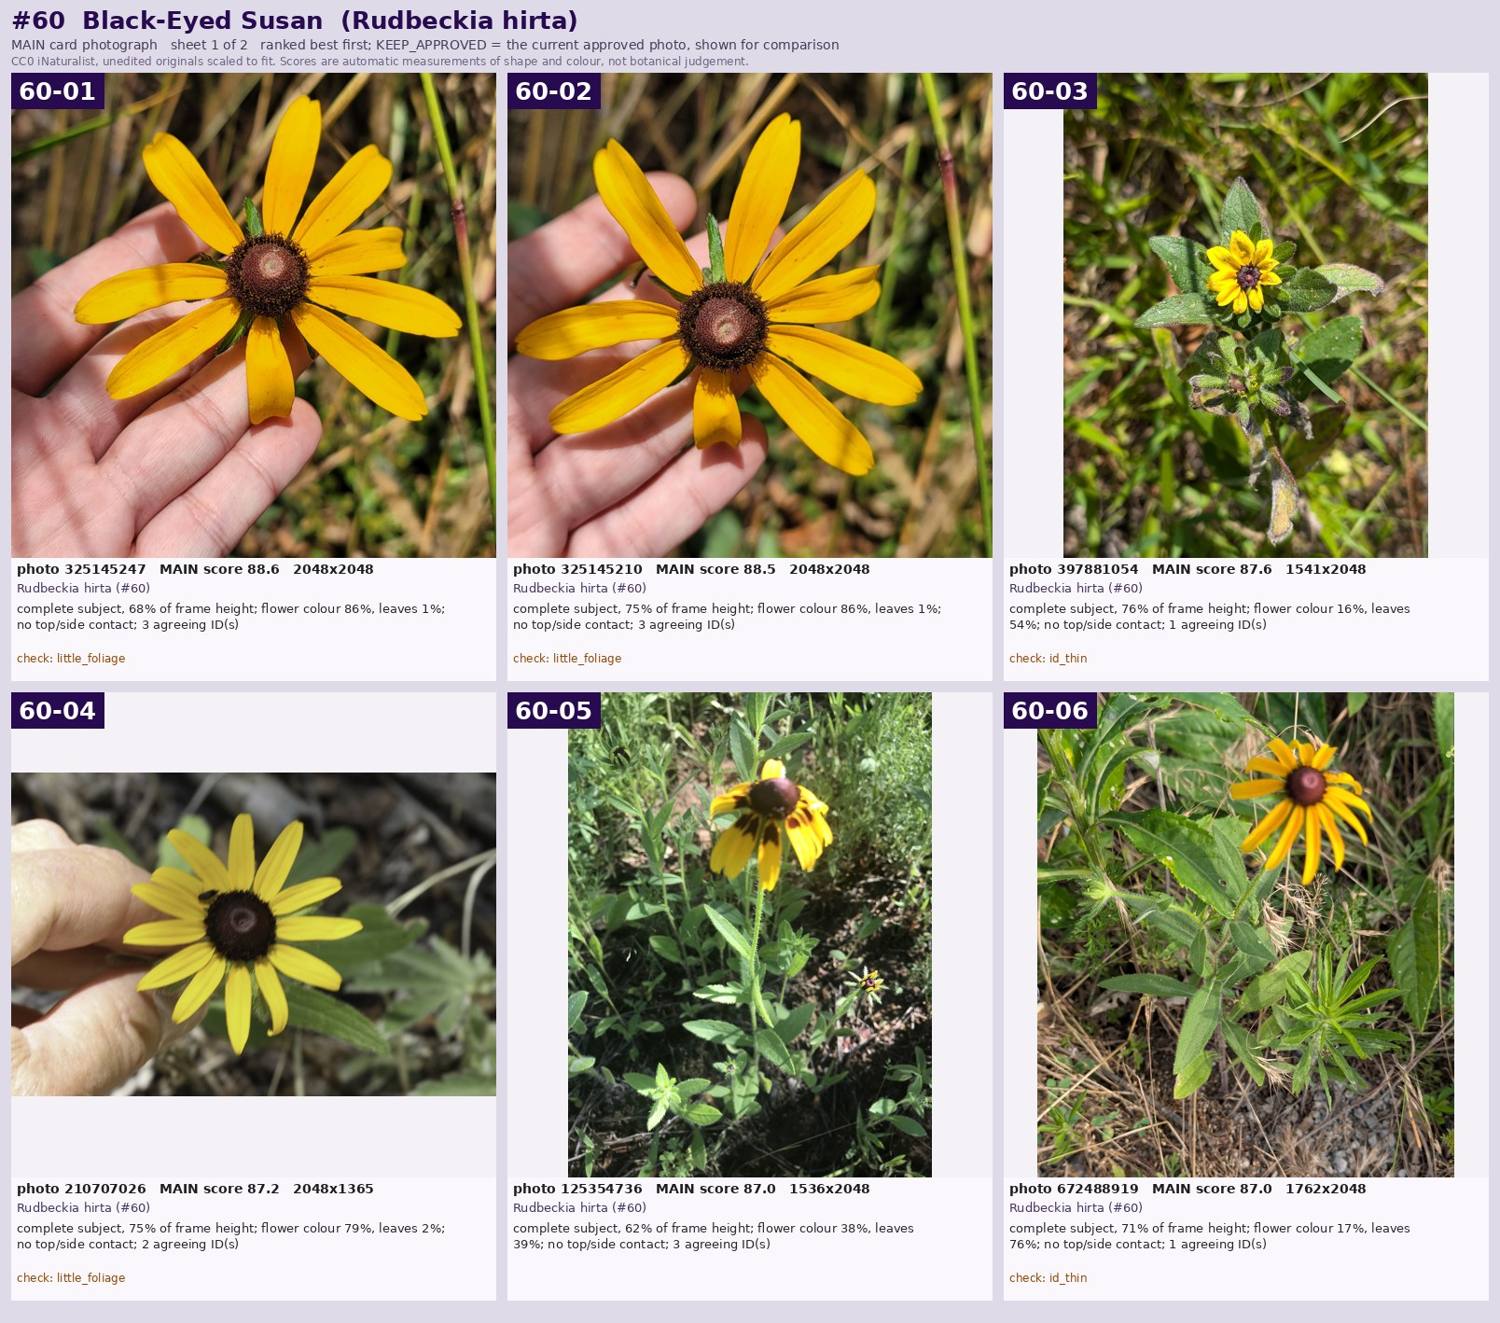 #60  Black-Eyed Susan  (Rudbeckia hirta)
MAIN card photograph   sheet 1 of 2   ranked best first; KEEP_APPROVED = the current approved photo, shown for comparison
CC0 iNaturalist, unedited originals scaled to fit. Scores are automatic measurements of shape and colour, not botanical judgement.
60-01
photo 325145247   MAIN score 88.6   2048x2048
Rudbeckia hirta (#60)
complete subject, 68% of frame height; flower colour 86%, leaves 1%;
no top/side contact; 3 agreeing ID(s)
check: little_foliage
60-02
photo 325145210   MAIN score 88.5   2048x2048
Rudbeckia hirta (#60)
complete subject, 75% of frame height; flower colour 86%, leaves 1%;
no top/side contact; 3 agreeing ID(s)
check: little_foliage
60-03
photo 397881054   MAIN score 87.6   1541x2048
Rudbeckia hirta (#60)
complete subject, 76% of frame height; flower colour 16%, leaves
54%; no top/side contact; 1 agreeing ID(s)
check: id_thin
60-04
photo 210707026   MAIN score 87.2   2048x1365
Rudbeckia hirta (#60)
complete subject, 75% of frame height; flower colour 79%, leaves 2%;
no top/side contact; 2 agreeing ID(s)
check: little_foliage
60-05
photo 125354736   MAIN score 87.0   1536x2048
Rudbeckia hirta (#60)
complete subject, 62% of frame height; flower colour 38%, leaves
39%; no top/side contact; 3 agreeing ID(s)
60-06
photo 672488919   MAIN score 87.0   1762x2048
Rudbeckia hirta (#60)
complete subject, 71% of frame height; flower colour 17%, leaves
76%; no top/side contact; 1 agreeing ID(s)
check: id_thin